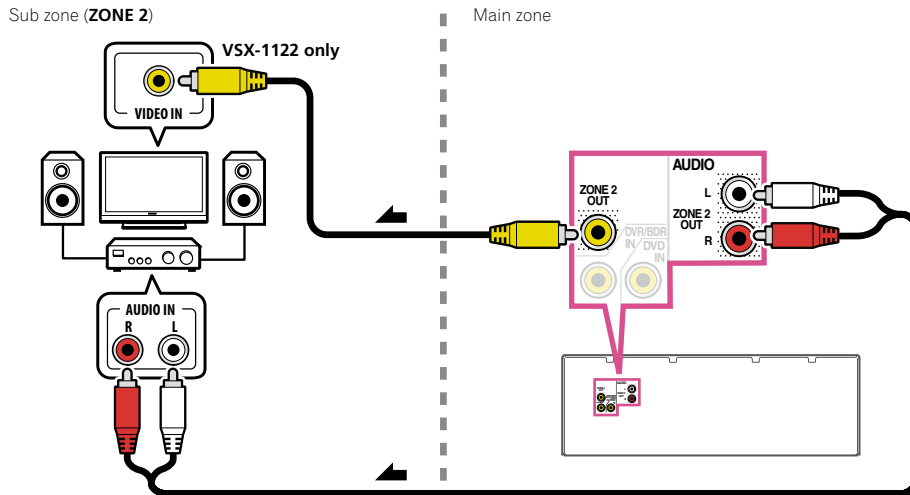 Sub zone (ZONE 2)
Main zone
VSX-1122 only
VIDEO IN
AUDIO
ZONE 2
OUT
L
ZONE 2
OUT
R
DVR/BDR
IN
DVD
IN
AUDIO IN
R L